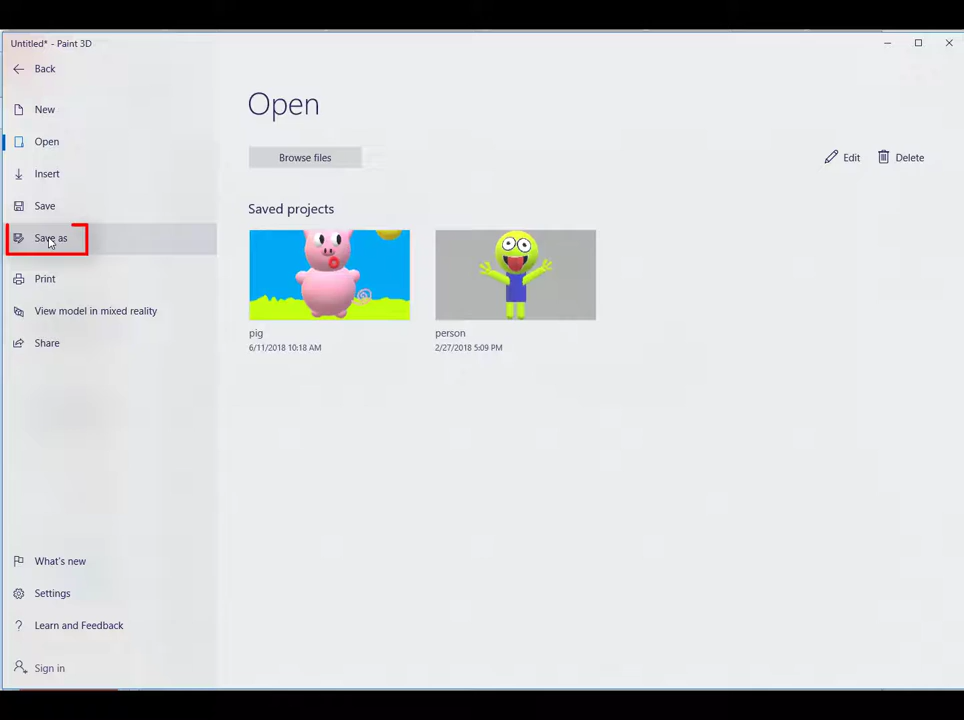 Untitled* - Paint 3D
Back
New
Open
Insert
Save
Save as
Print
View model in mixed reality
Share
What's new
Settings
Learn and Feedback
Sign in
Open
Browse files
Edit
Delete
Saved projects
pig
6/11/2018 10:18 AM
person
2/27/2018 5:09 PM